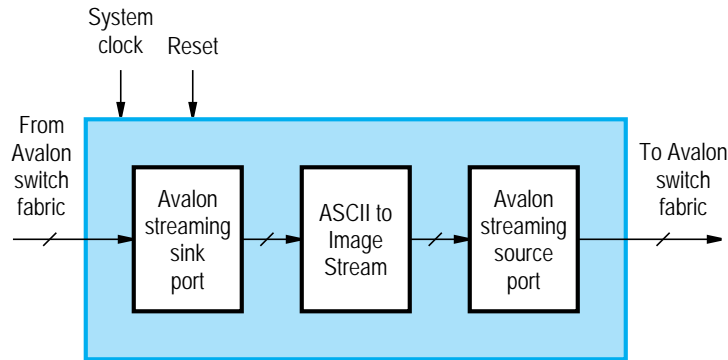 System
clock
Reset
From
Avalon
switch
fabric
Avalon
streaming
sink
port
ASCII to
Image
Stream
Avalon
streaming
source
port
To Avalon
switch
fabric